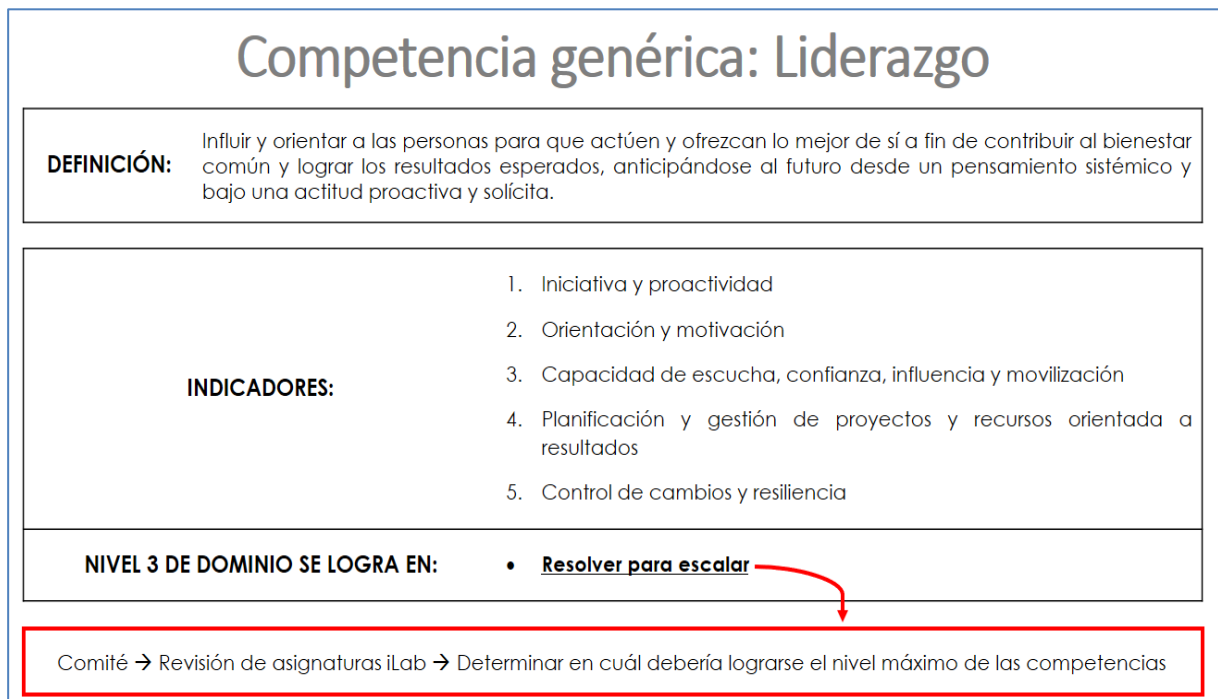 Competencia genérica: Liderazgo
DEFINICIÓN:
Influir y orientar a las personas para que actúen y ofrezcan lo mejor de sí a fin de contribuir al bienestar
común y lograr los resultados esperados, anticipándose al futuro desde un pensamiento sistémico y
bajo una actitud proactiva y solícita.
INDICADORES:
1. Iniciativa y proactividad
2. Orientación y motivación
3. Capacidad de escucha, confianza, influencia y movilización
4. Planificación y gestión de proyectos y recursos orientada a
resultados
5. Control de cambios y resiliencia
NIVEL 3 DE DOMINIO SE LOGRA EN:
• Resolver para escalar
Comité → Revisión de asignaturas iLab → Determinar en cuál debería lograrse el nivel máximo de las competencias